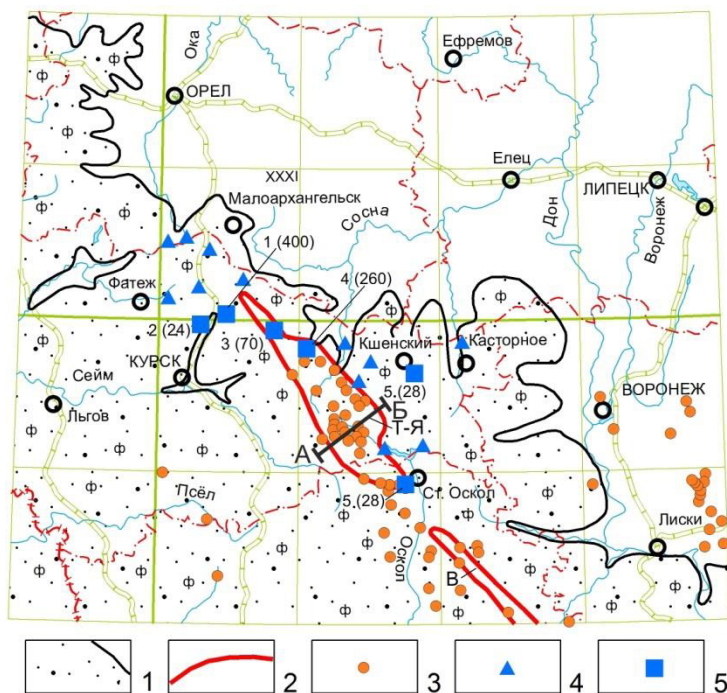 Ока
Ефремов
ОРЕЛ
Елец
ЛИПЕЦК
XXXI
Малоархангельск
Сосна
Дон
Воронеж
1 (400)
4 (260)
Фатеж
2 (24)
3 (70)
Кшенский
Касторное
КУРСК
Сейм
5.(28)
ВОРОНЕЖ
Льгов
Б
Т-Я
А
Псёл
5.(28)
Ст. Оскол
Лиски
Оскол
В
ф ф ф ф ф ф ф ф ф ф ф ф ф ф ф ф ф ф ф ф ф ф ф ф ф ф ф ф ф ф
1 2 3 4 5